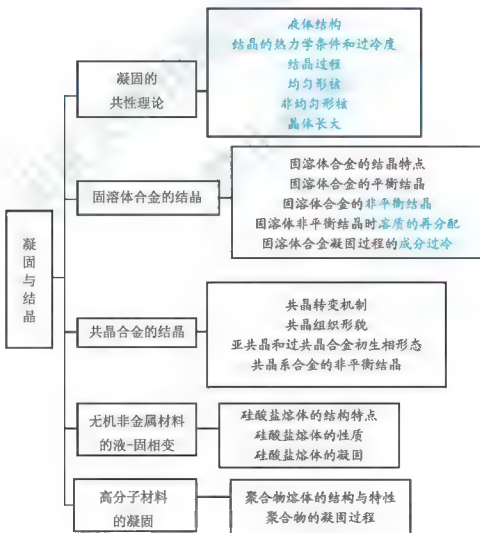 凝固与结晶
凝固的
共性理论
液体结构
结晶的热力学条件和过冷度
结晶过程
均匀形核
非均匀形核
晶体长大
固溶体合金的结晶
固溶体合金的结晶特点
固溶体合金的平衡结晶
固溶体合金的非平衡结晶
固溶体非平衡结晶时溶质的再分配
固溶体合金凝固过程的成分过冷
共晶合金的结晶
共晶转变机制
共晶组织形貌
亚共晶和过共晶合金初生相形态
共晶系合金的非平衡结晶
无机非金属材料
的液-固相变
硅酸盐熔体的结构特点
硅酸盐熔体的性质
硅酸盐熔体的凝固
高分子材料
的凝固
聚合物熔体的结构与特性
聚合物的凝固过程